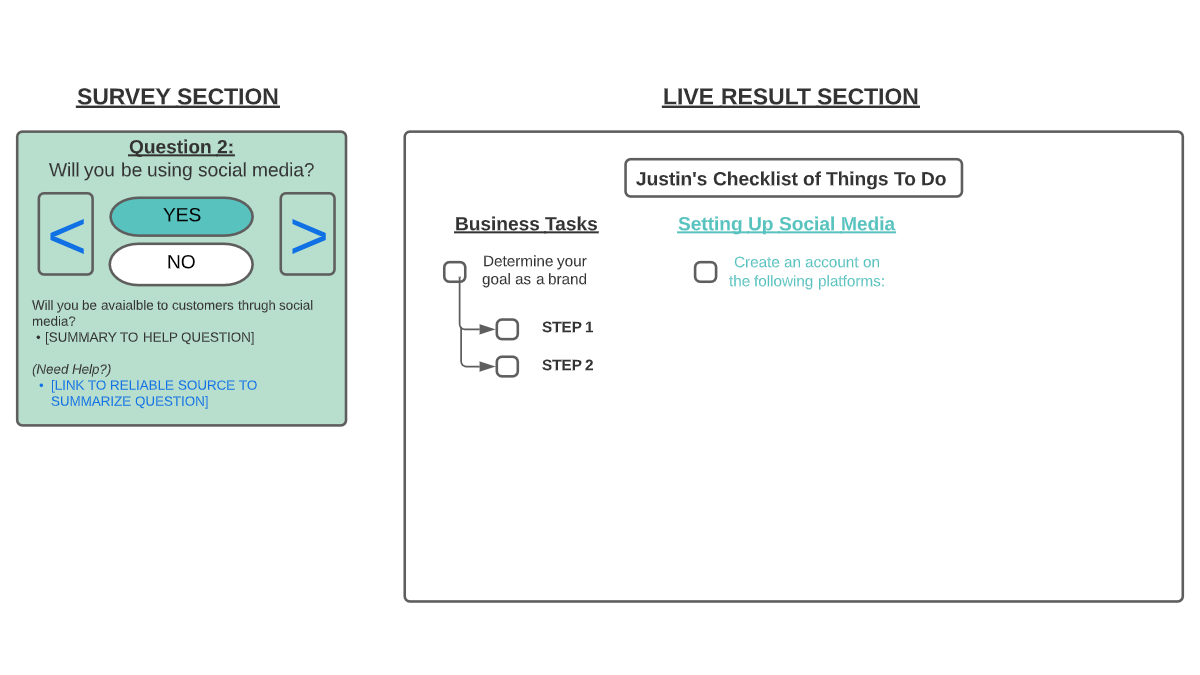 SURVEY SECTION
Question 2:
Will you be using social media?
<
YES
>
NO
Will you be avaialble to customers thrugh social
media?
• [SUMMARY TO HELP QUESTION]
(Need Help?)
• [LINK TO RELIABLE SOURCE TO
SUMMARIZE QUESTION]
LIVE RESULT SECTION
Justin's Checklist of Things To Do
Business Tasks
Determine your
goal as a brand
STEP 1
STEP 2
Setting Up Social Media
Create an account on
the following platforms: